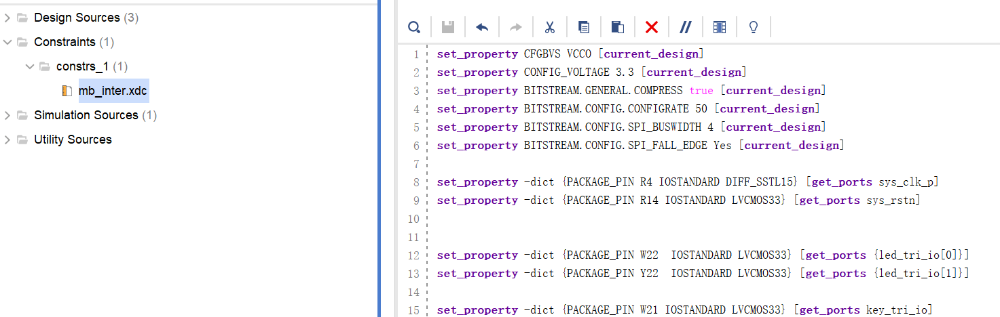 Design Sources (3)
Constraints (1)
constrs_1 (1)
mb_inter.xdc
Simulation Sources (1)
Utility Sources
1 set_property CFGBVS VCCO [current_design]
2 set_property CONFIG_VOLTAGE 3.3 [current_design]
3 set_property BITSTREAM.GENERAL.COMPRESS true [current_design]
4 set_property BITSTREAM.CONFIG.CONFIGRATE 50 [current_design]
5 set_property BITSTREAM.CONFIG.SPI_BUSWIDTH 4 [current_design]
6 set_property BITSTREAM.CONFIG.SPI_FALL_EDGE Yes [current_design]
7
8 set_property -dict {PACKAGE_PIN R4 IOSTANDARD DIFF_SSTL15} [get_ports sys_clk_p]
9 set_property -dict {PACKAGE_PIN R14 IOSTANDARD LVCMOS33} [get_ports sys_rstn]
10
11
12 set_property -dict {PACKAGE_PIN W22  IOSTANDARD LVCMOS33} [get_ports {led_tri_io[0]}]
13 set_property -dict {PACKAGE_PIN Y22  IOSTANDARD LVCMOS33} [get_ports {led_tri_io[1]}]
14
15 set_property -dict {PACKAGE_PIN W21 IOSTANDARD LVCMOS33} [get_ports key_tri_io]